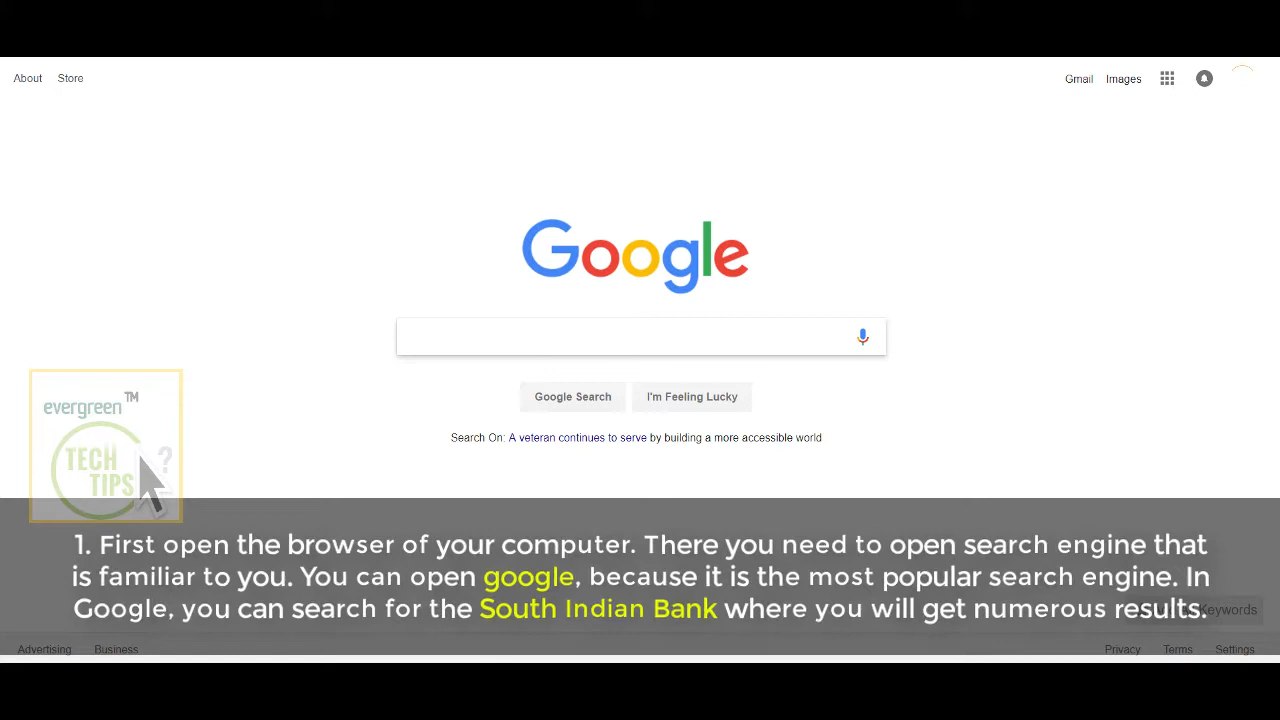 About Store
Gmail Images
Google
Google Search I'm Feeling Lucky
Search On: A veteran continues to serve by building a more accessible world
evergreen TM
TECH ?
TIPS
1. First open the browser of your computer. There you need to open search engine that
is familiar to you. You can open google, because it is the most popular search engine. In
Google, you can search for the South Indian Bank where you will get numerous results.
Keywords
Advertising Business
Privacy Terms Settings